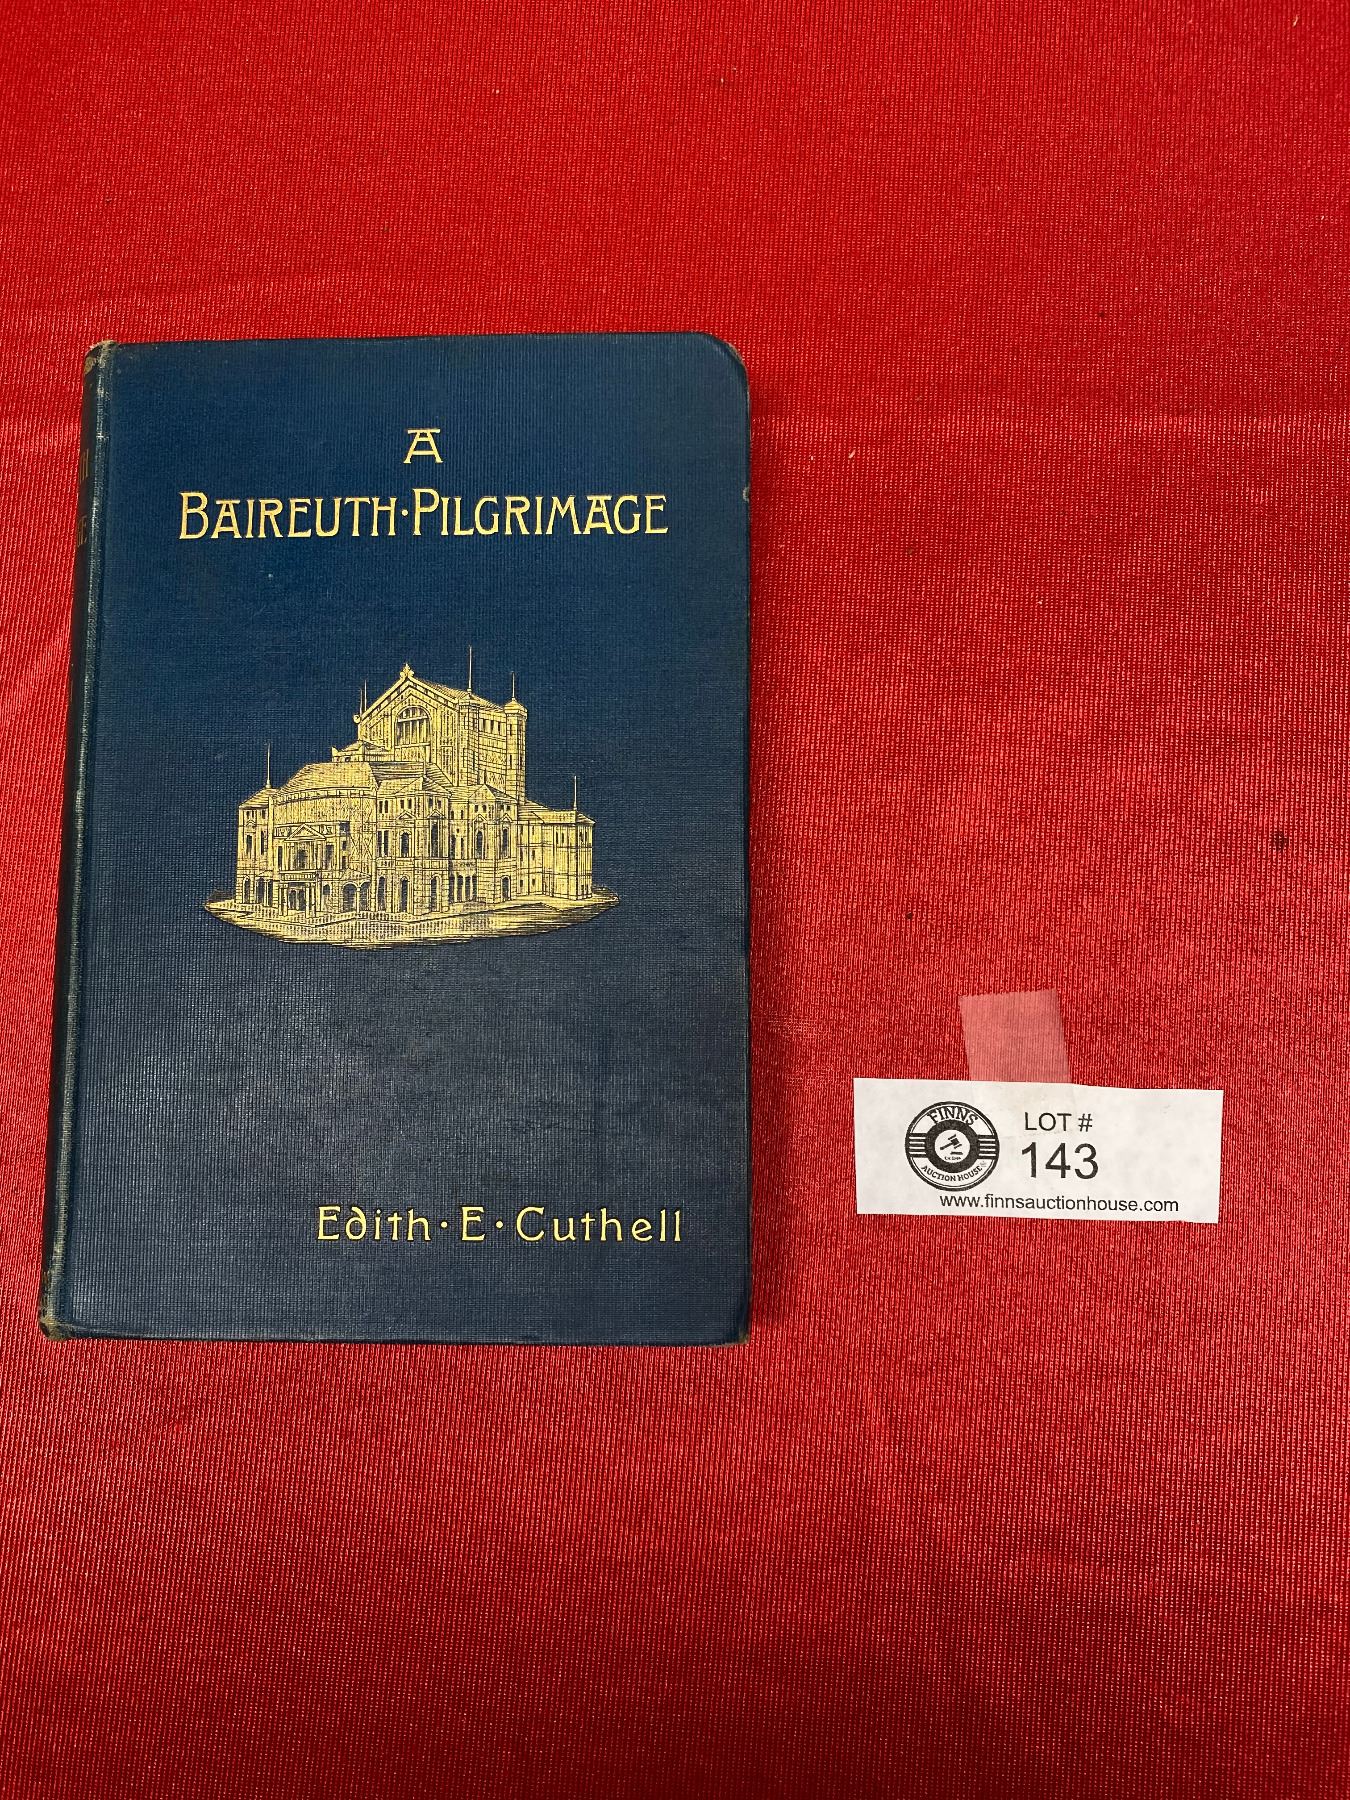 A
BAIREUTH·PILGRIMAGE
Edith·E·Cuthell
FINNS
AUCTION HOUSE
LOT #
143
www.finnsauctionhouse.com